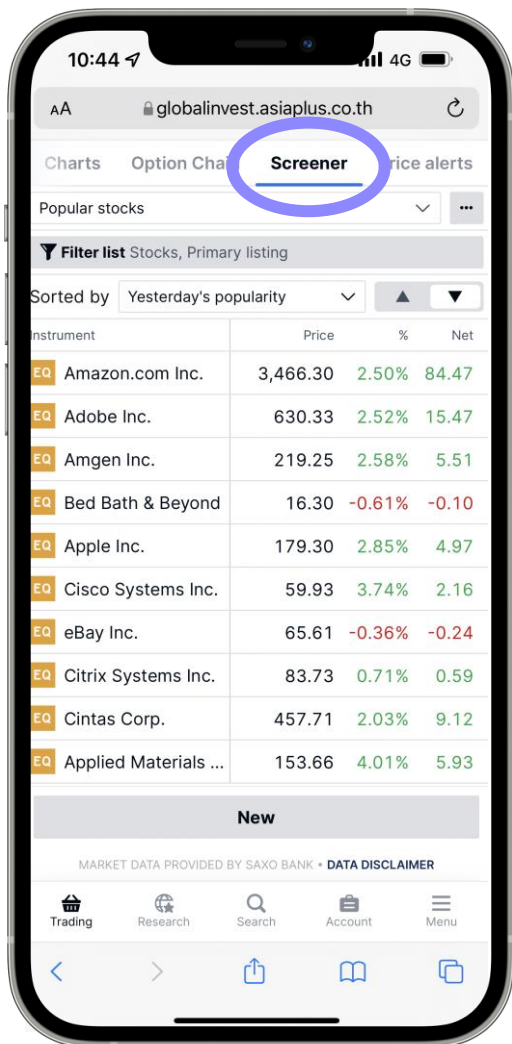 10:44 4G
AA globalinvest.asiaplus.co.th
Charts Option Chai Screener rice alerts
Popular stocks
Filter list Stocks, Primary listing
Sorted by Yesterday's popularity
Instrument Price % Net
EQ Amazon.com Inc. 3,466.30 2.50% 84.47
EQ Adobe Inc. 630.33 2.52% 15.47
EQ Amgen Inc. 219.25 2.58% 5.51
EQ Bed Bath & Beyond 16.30 -0.61% -0.10
EQ Apple Inc. 179.30 2.85% 4.97
EQ Cisco Systems Inc. 59.93 3.74% 2.16
EQ eBay Inc. 65.61 -0.36% -0.24
EQ Citrix Systems Inc. 83.73 0.71% 0.59
EQ Cintas Corp. 457.71 2.03% 9.12
EQ Applied Materials ... 153.66 4.01% 5.93
New
MARKET DATA PROVIDED BY SAXO BANK • DATA DISCLAIMER
Trading Research Search Account Menu